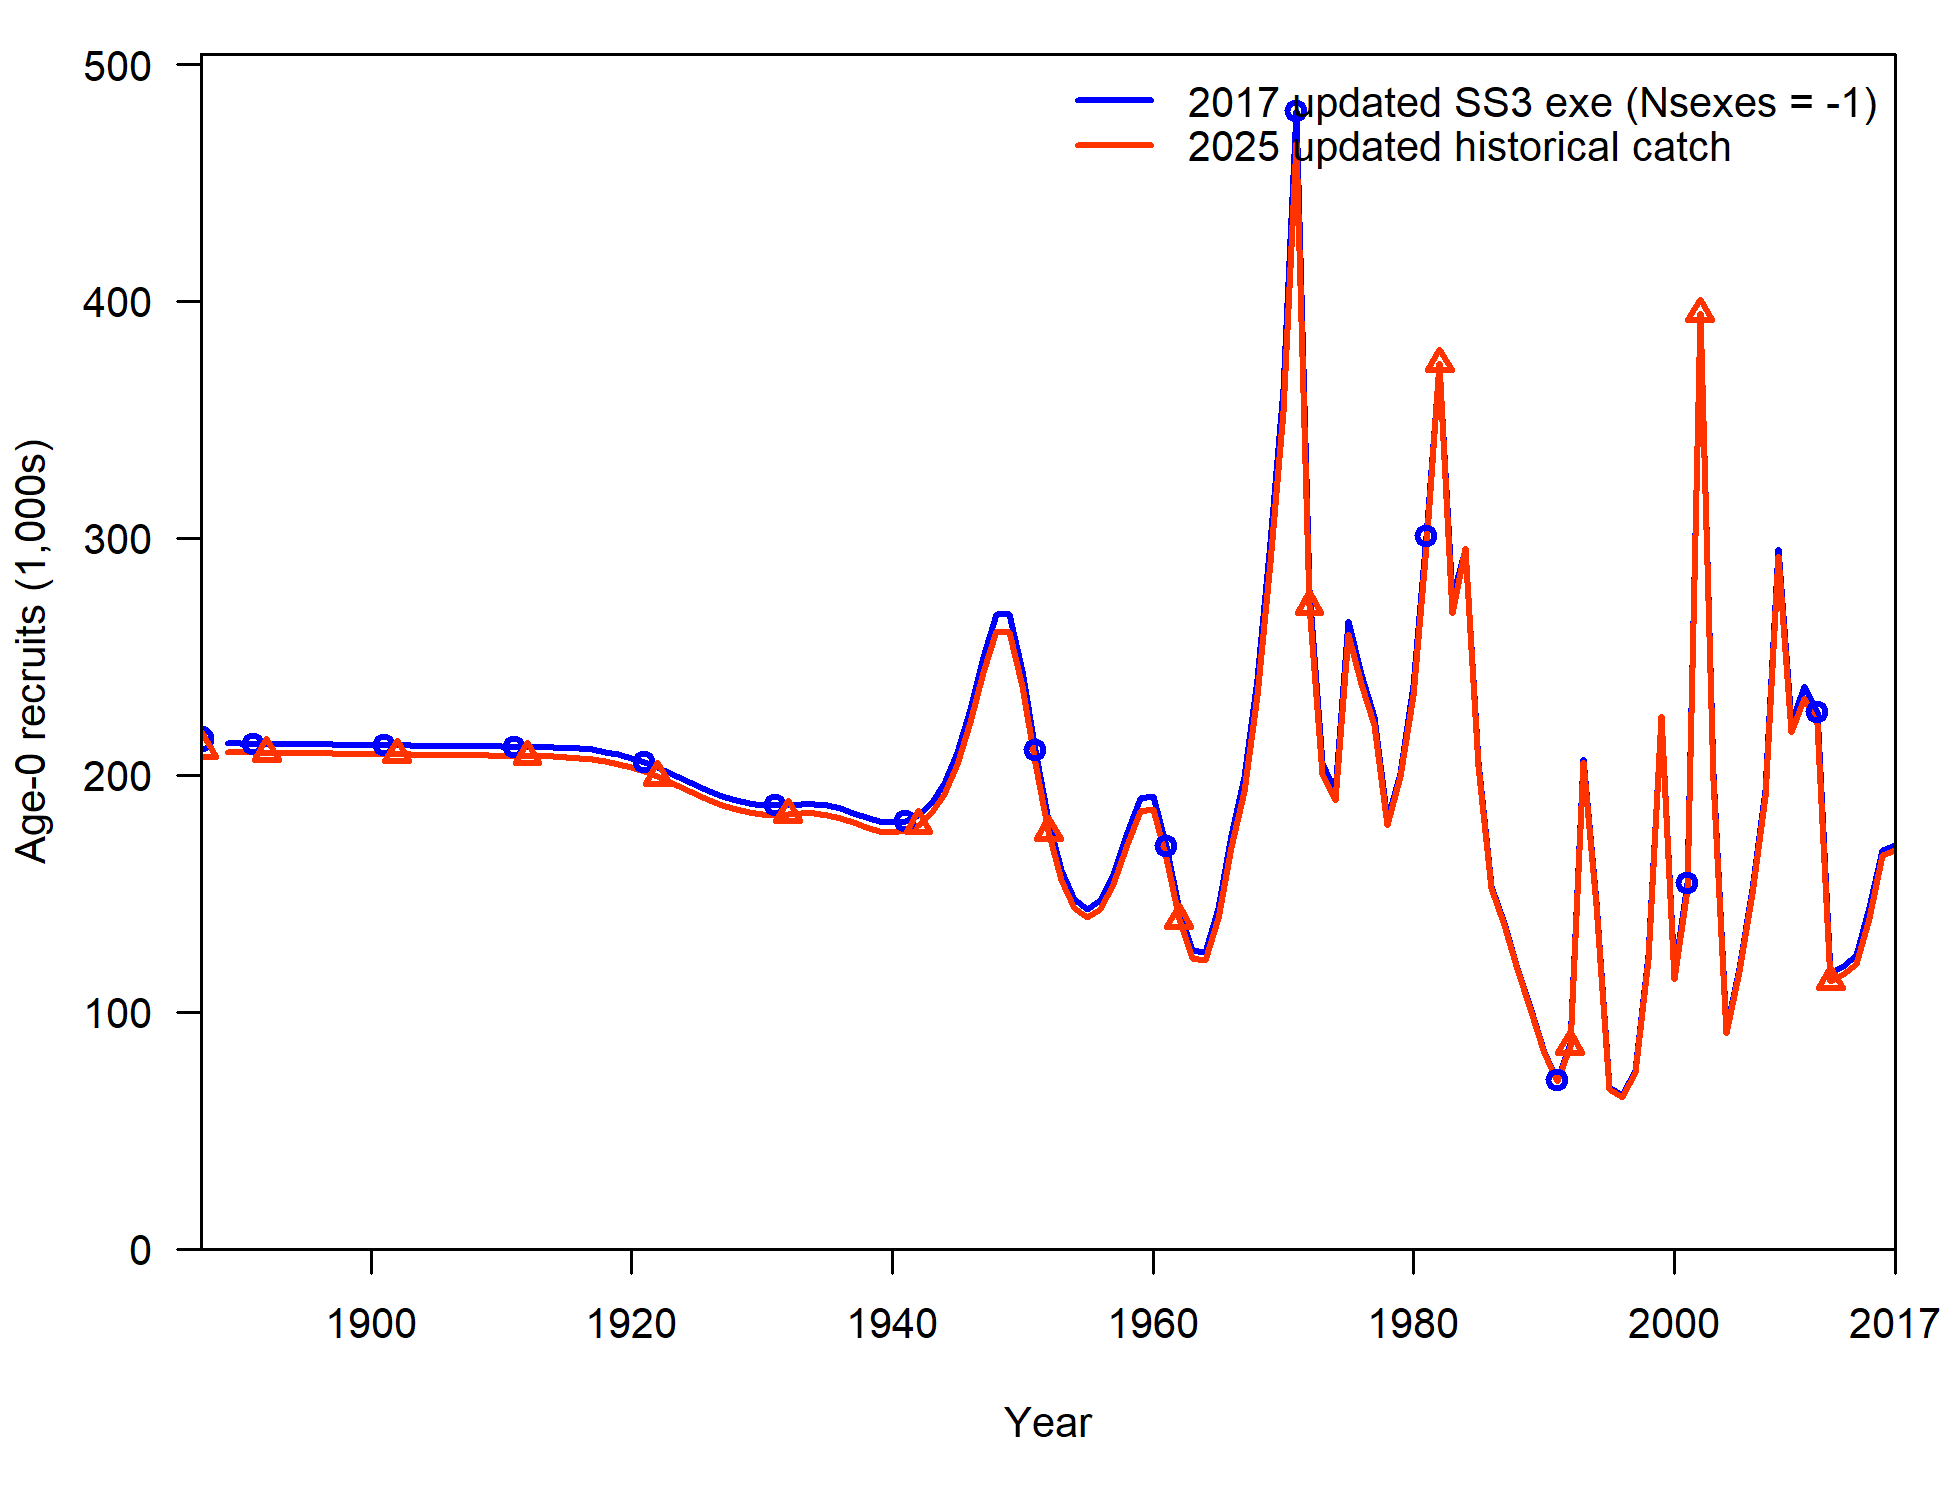 2017 updated SS3 exe (Nsexes = -1)
2025 updated historical catch
Age-0 recruits (1,000s)
500
400
300
200
100
0
1900 1920 1940 1960 1980 2000 2017
Year